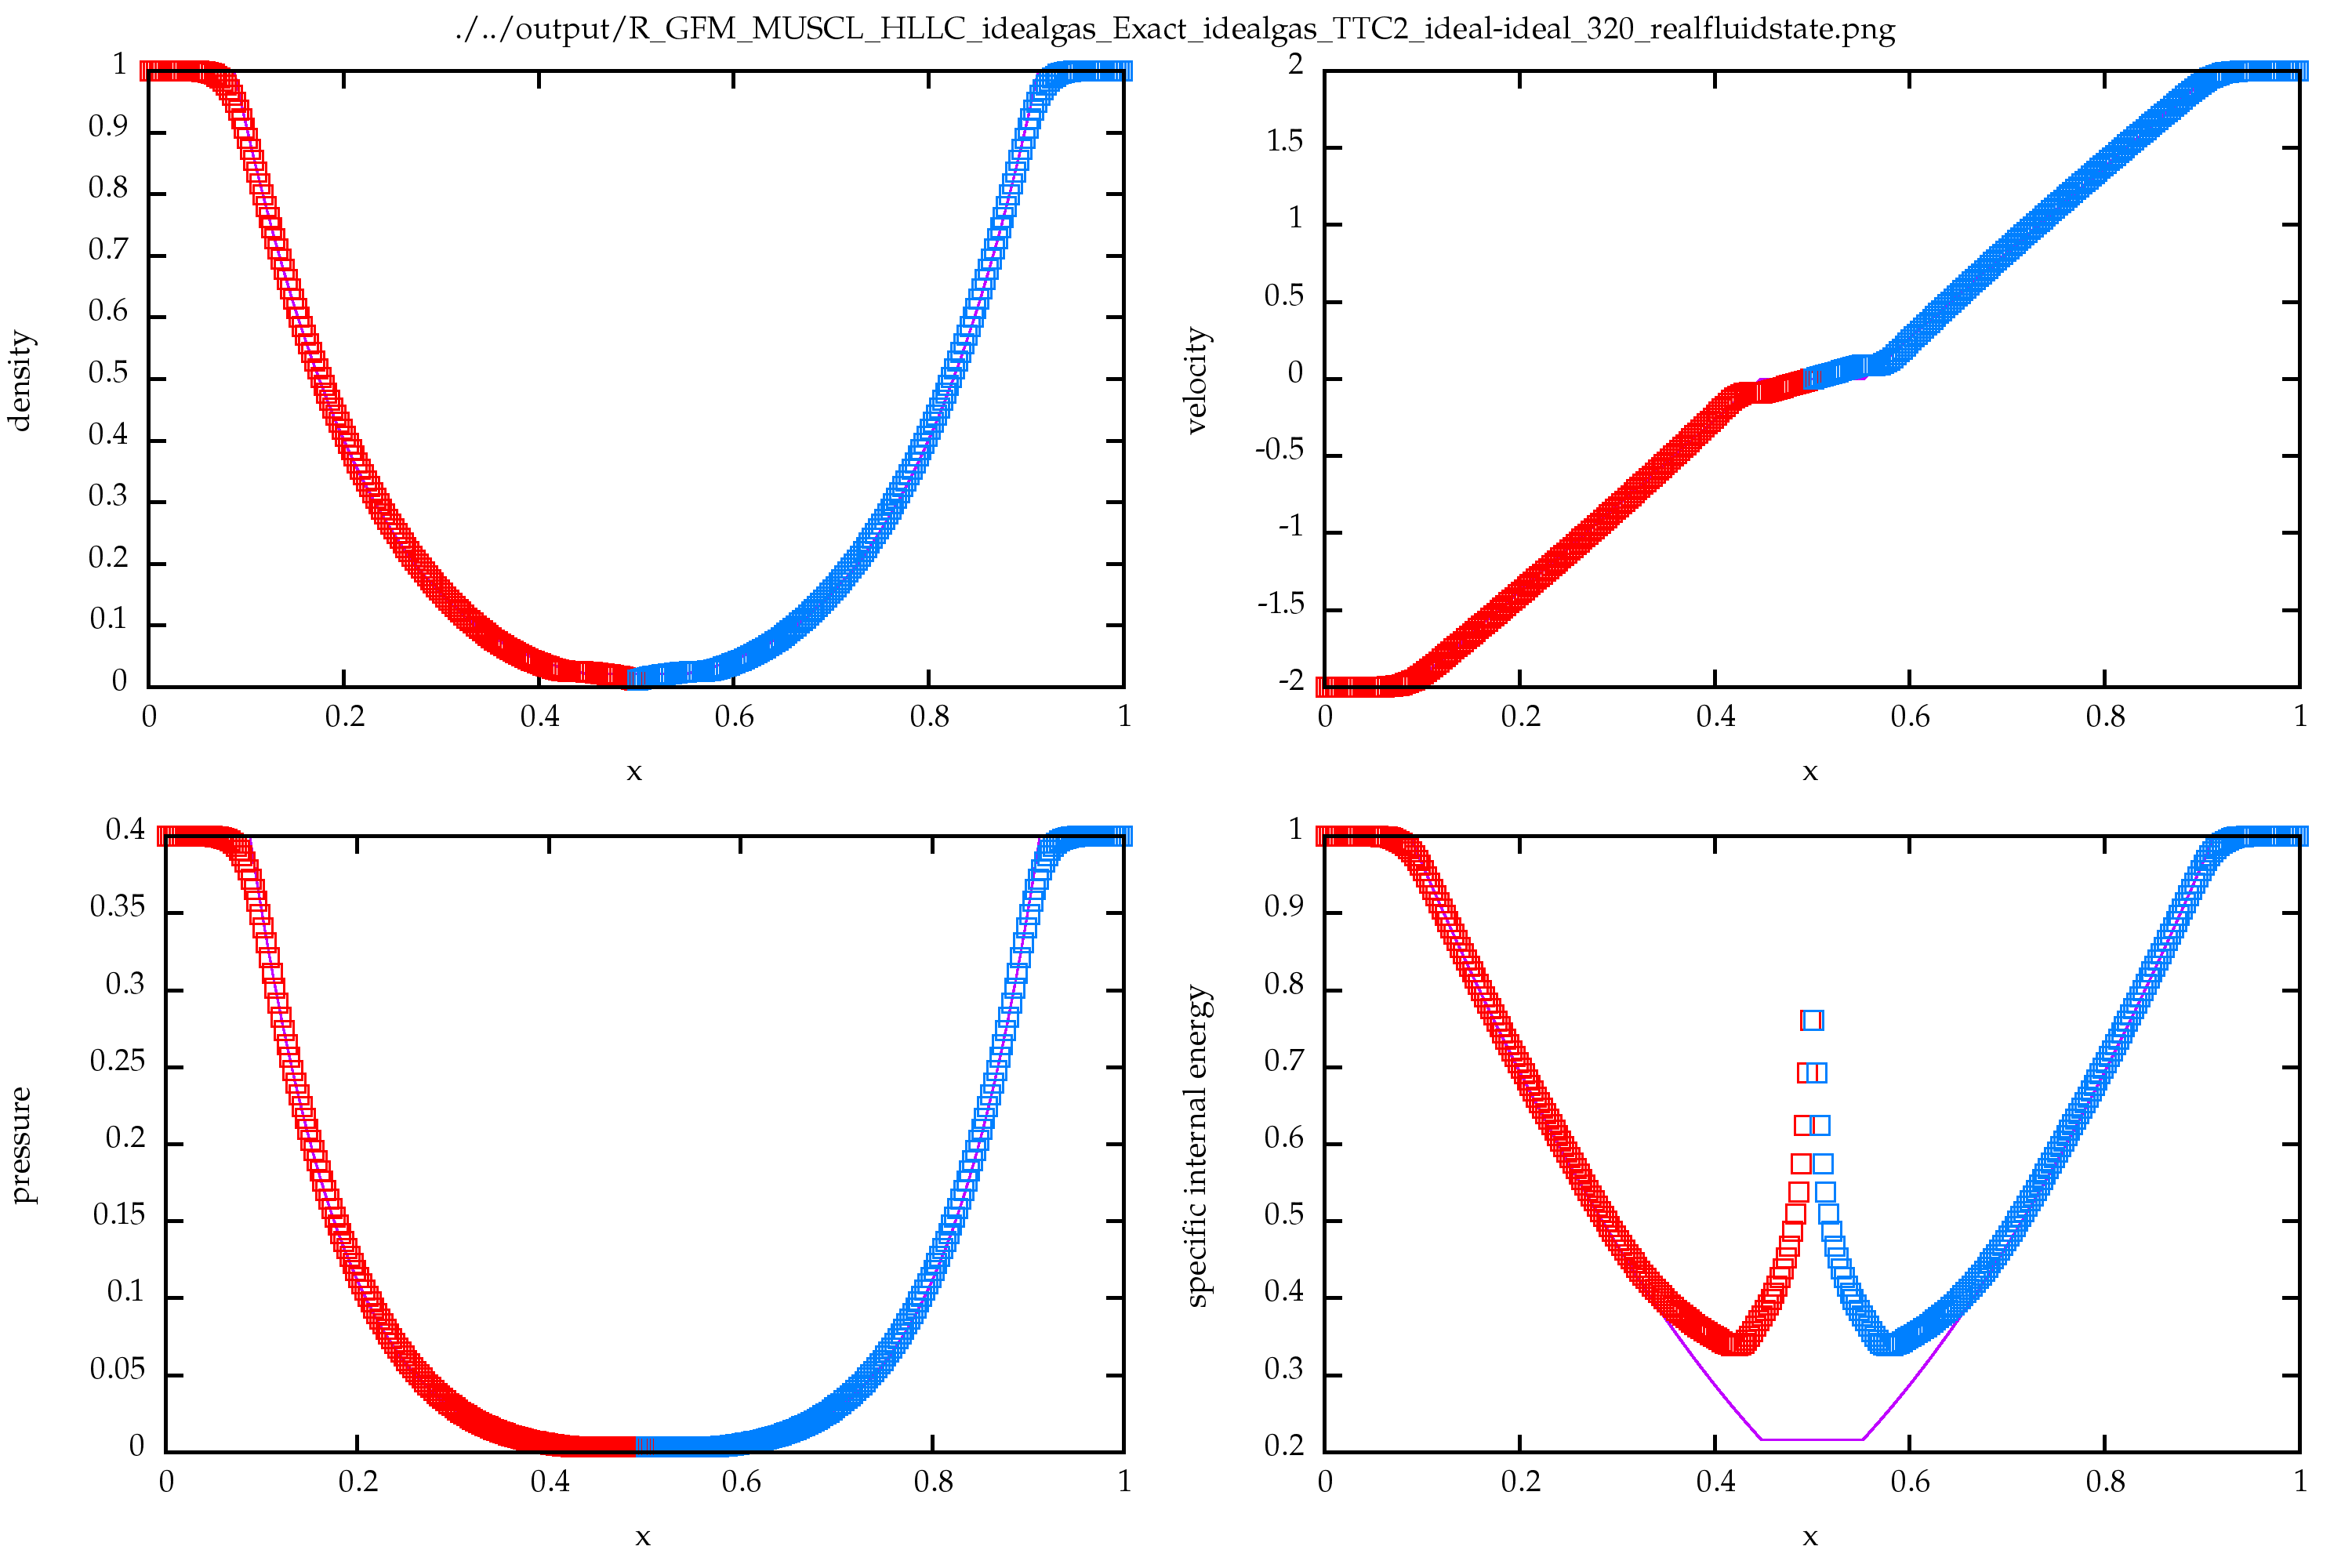 ./../output/R_GFM_MUSCL_HLLC_idealgas_Exact_idealgas_TTC2_ideal-ideal_320_realfluidstate.png
density
1
0.9
0.8
0.7
0.6
0.5
0.4
0.3
0.2
0.1
0
0 0.2 0.4 0.6 0.8 1
x
velocity
2
1.5
1
0.5
0
-0.5
-1
-1.5
-2
0 0.2 0.4 0.6 0.8 1
x
pressure
0.4
0.35
0.3
0.25
0.2
0.15
0.1
0.05
0
0 0.2 0.4 0.6 0.8 1
x
specific internal energy
1
0.9
0.8
0.7
0.6
0.5
0.4
0.3
0.2
0 0.2 0.4 0.6 0.8 1
x